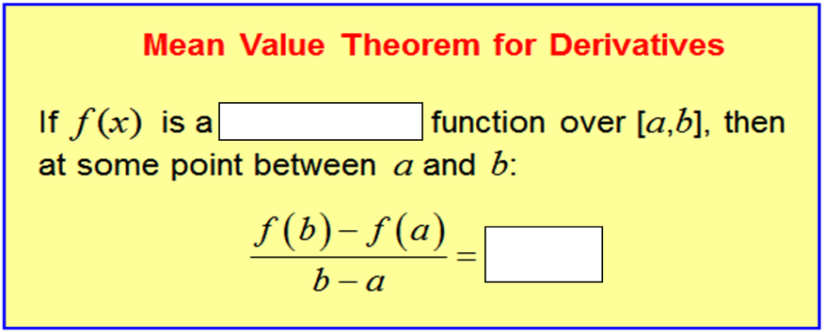 Mean Value Theorem for Derivatives
If f(x) is a function over [a,b], then
at some point between a and b:
f(b) − f(a)
=
b − a